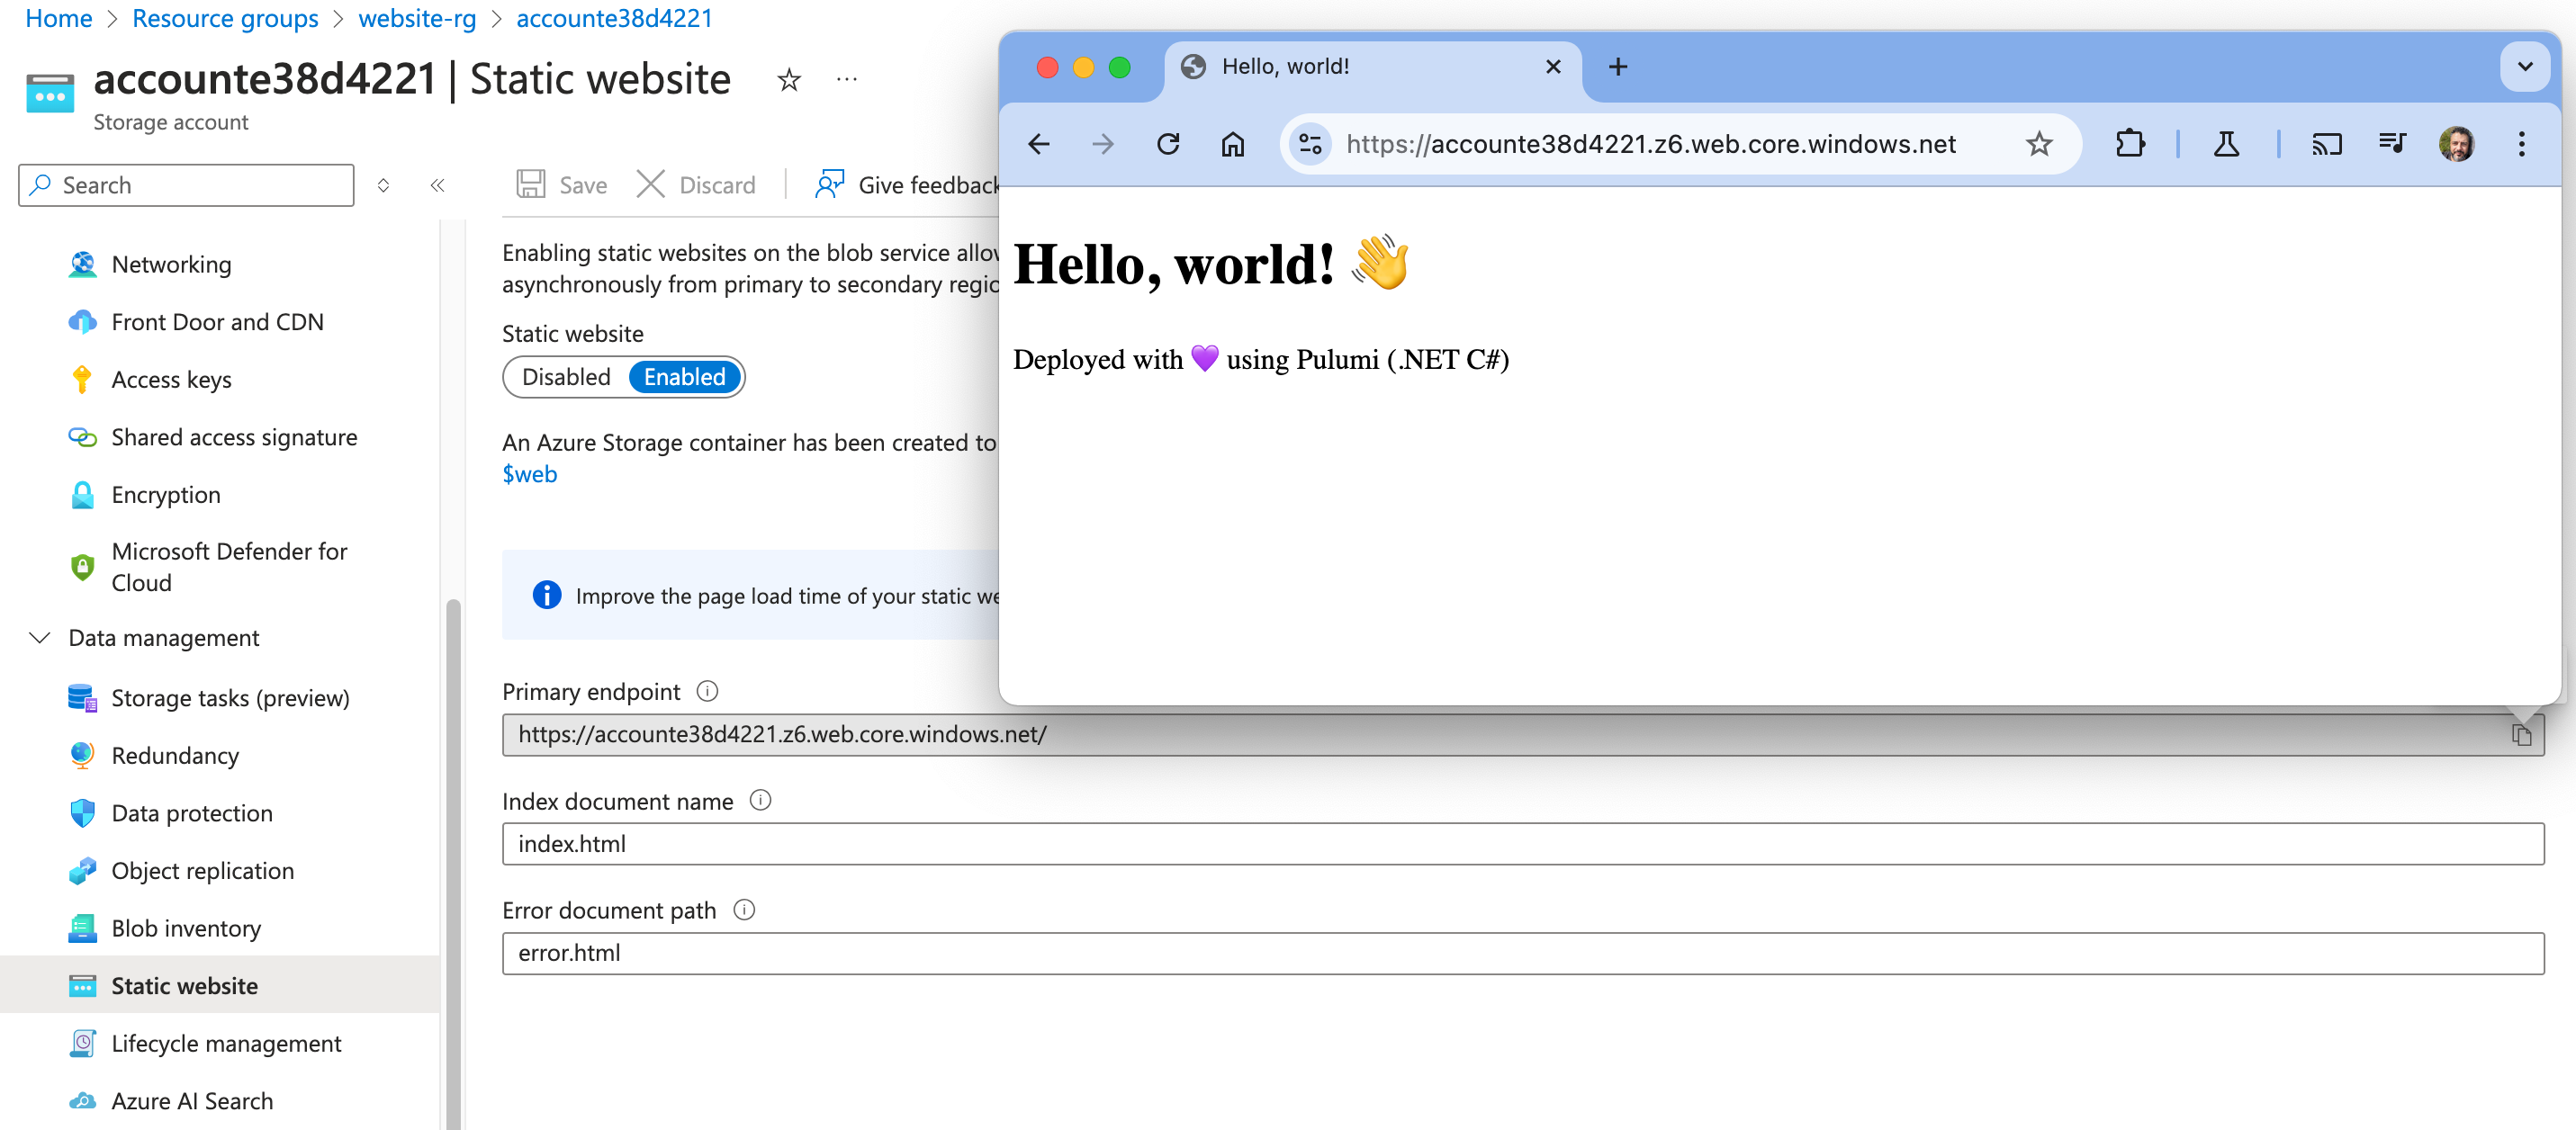 Home > Resource groups > website-rg > accounte38d4221
accounte38d4221 | Static website
Storage account
Search
Networking
Front Door and CDN
Access keys
Shared access signature
Encryption
Microsoft Defender for
Cloud
Data management
Storage tasks (preview)
Redundancy
Data protection
Object replication
Blob inventory
Static website
Lifecycle management
Azure AI Search
Save
Discard
Give feedback
Enabling static websites on the blob service
asynchronously from primary to secondary
Static website
Disabled
Enabled
An Azure Storage container has been created to
$web
Improve the page load time of your static
Primary endpoint
https://accounte38d4221.z6.web.core.windows.net/
Index document name
index.html
Error document path
error.html
Hello, world!
https://accounte38d4221.z6.web.core.windows.net
Hello, world! 👋
Deployed with 💜 using Pulumi (.NET C#)